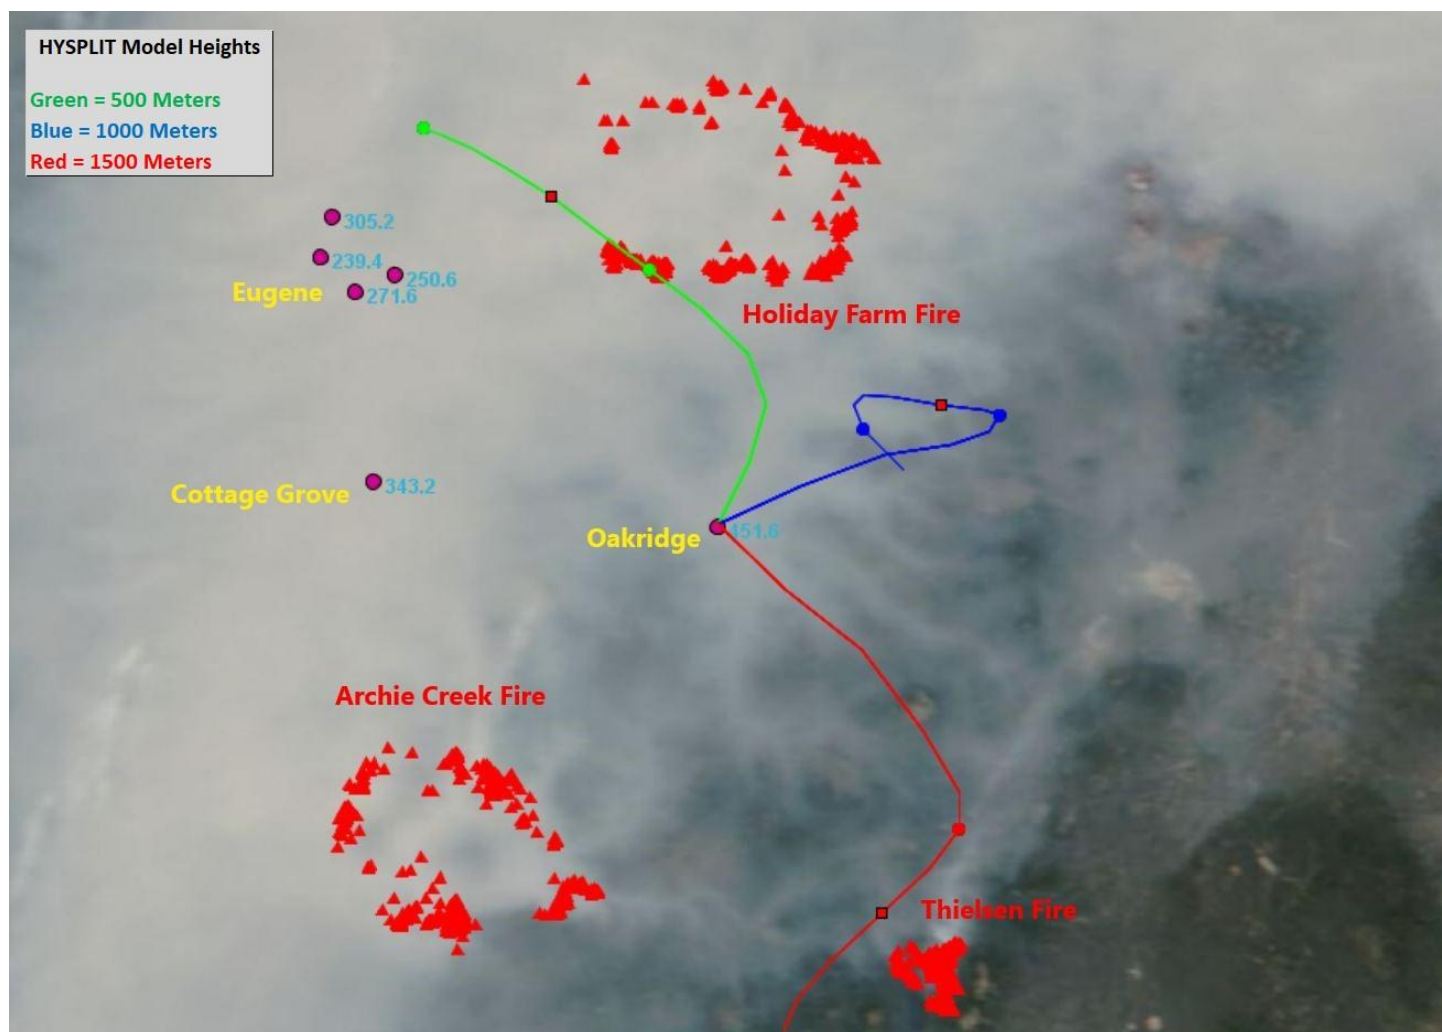 HYSPLIT Model Heights
Green = 500 Meters
Blue = 1000 Meters
Red = 1500 Meters
305.2
239.4
250.6
Eugene
271.6
Holiday Farm Fire
Cottage Grove
343.2
Oakridge
451.6
Archie Creek Fire
Thielsen Fire